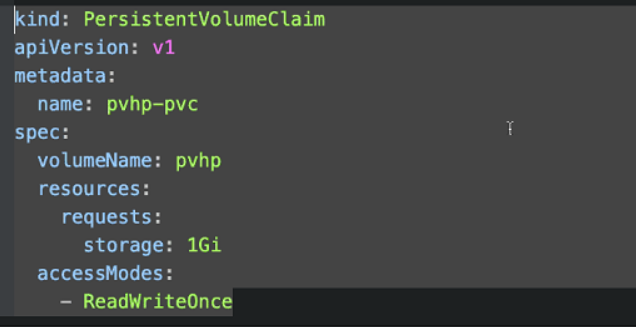 kind: PersistentVolumeClaim
apiVersion: v1
metadata:
  name: pvhp-pvc
spec:
  volumeName: pvhp
  resources:
    requests:
      storage: 1Gi
  accessModes:
    - ReadWriteOnce